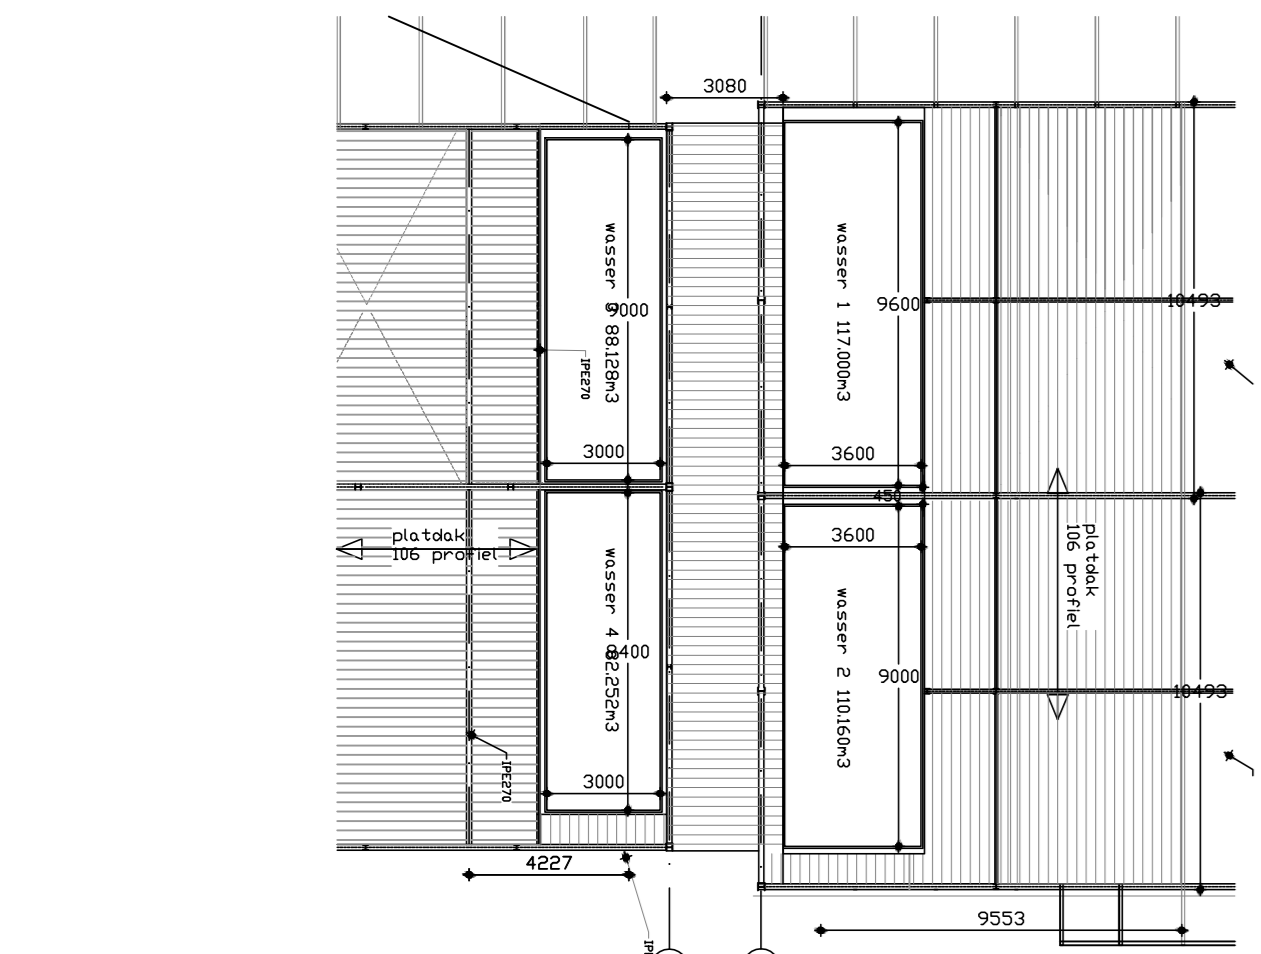 3080
wasser 3 88.128m3
9000
IPE270
3000
wasser 1 117.000m3
9600
3600
10493
450
platdak
106 profiel
wasser 4 82.252m3
8400
3000
IPE270
3600
wasser 2 110.160m3
9000
platdak
106 profiel
10493
4227
9553